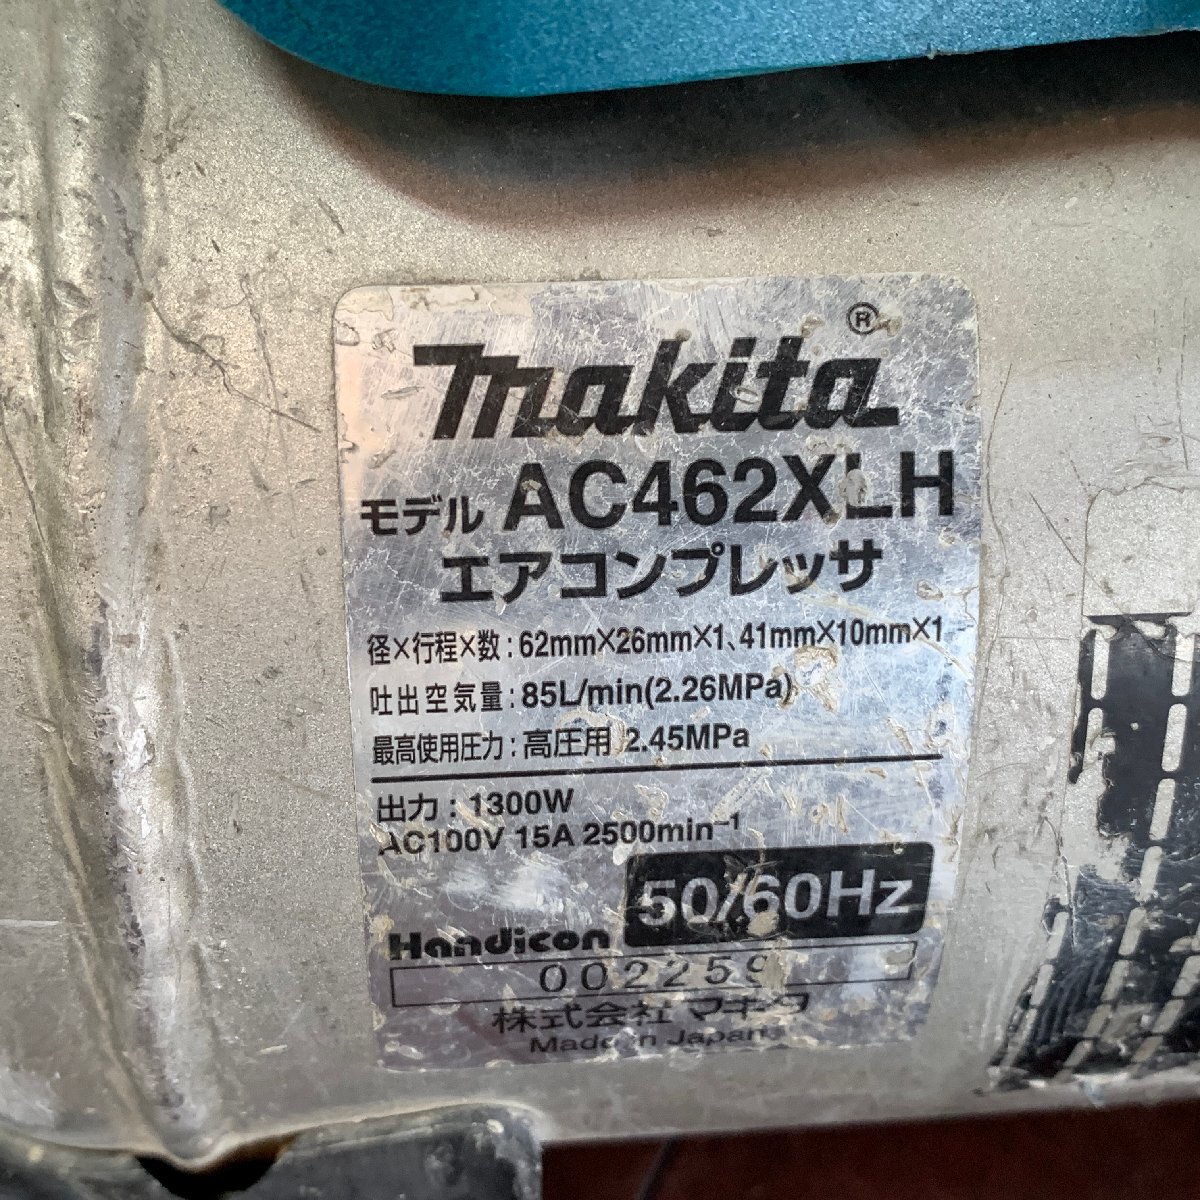 makita®
モデル AC462XLH
エアコンプレッサ
径×行程×数:62mm×26mm×1、41mm×10mm×1
吐出空気量:85L/min(2.26MPa)
最高使用圧力:高圧用 2.45MPa
出力:1300W
AC100V 15A 2500min⁻¹
50/60Hz
Handicon
002259
株式会社 マキタ
Made in Japan